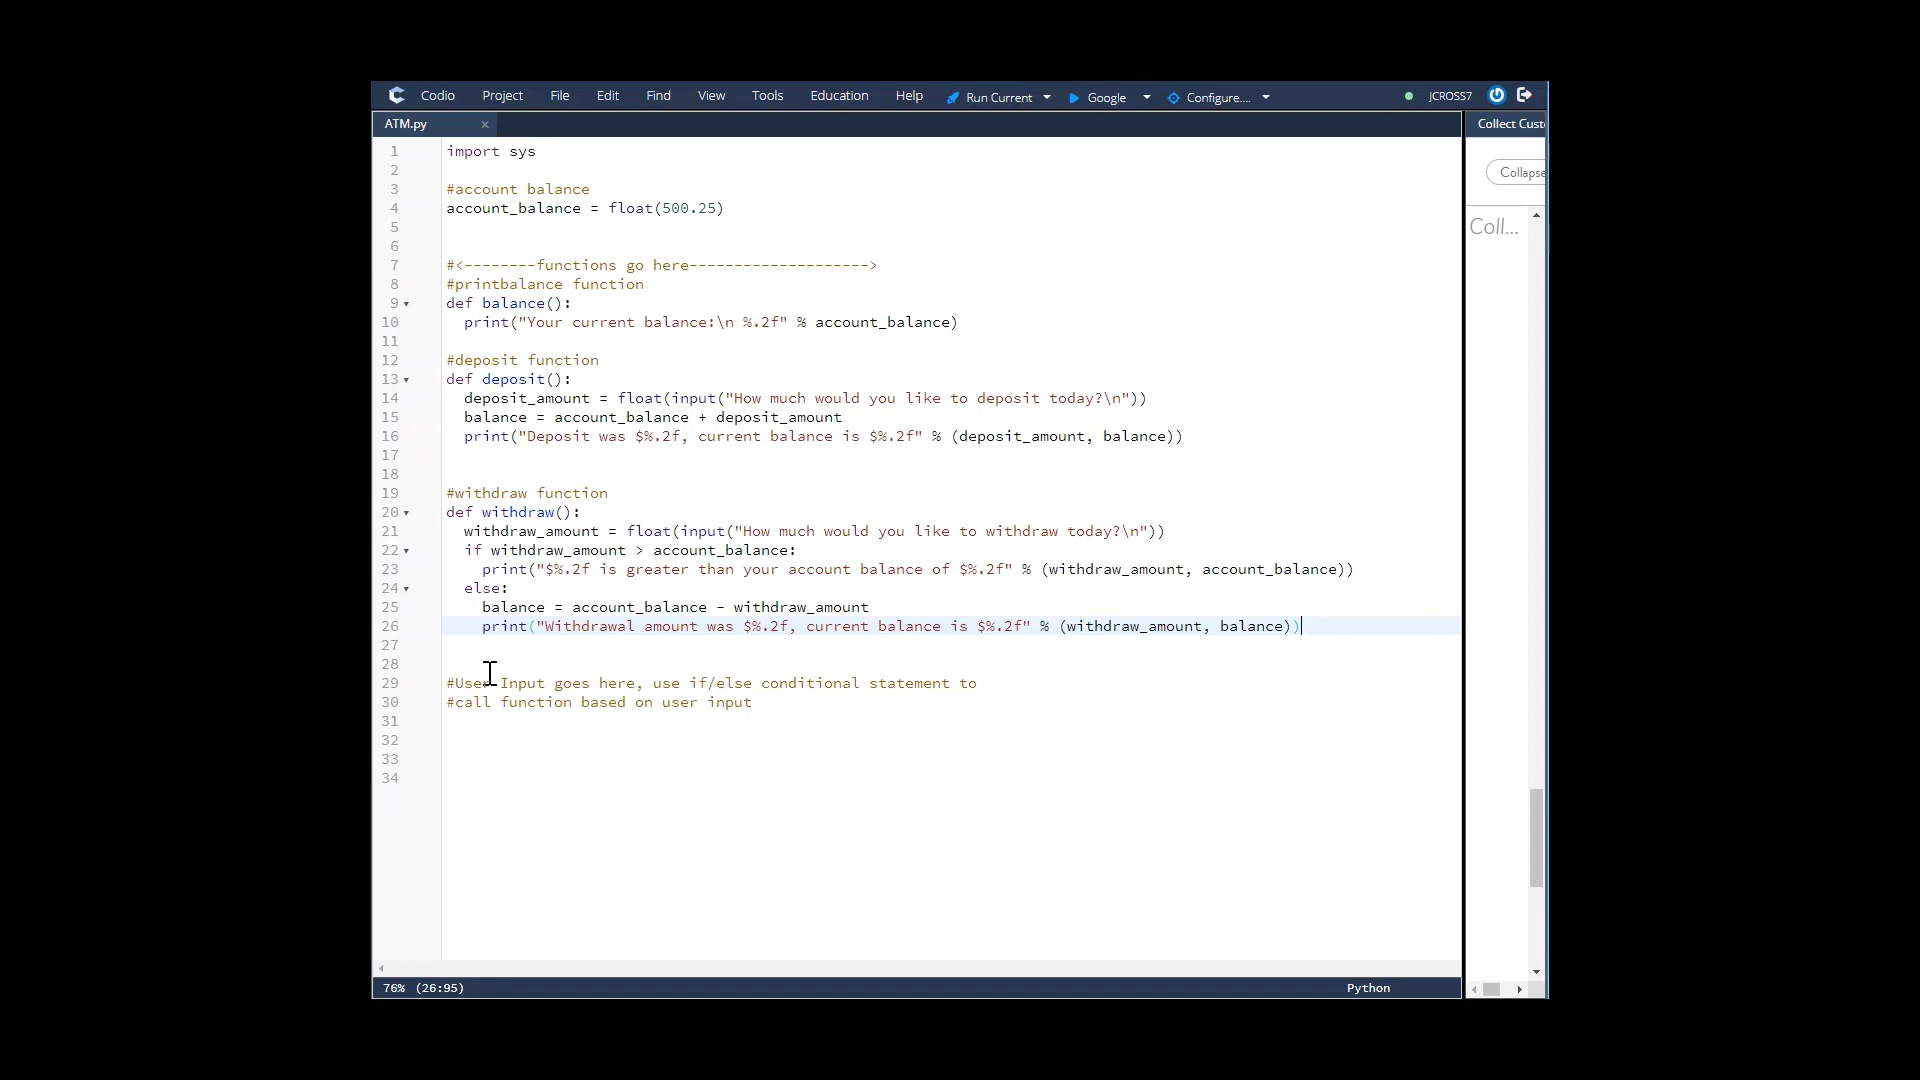 Codio Project File Edit Find View Tools Education Help Run Current Google Configure.... JCROSS7
ATM.py × Collect Cust
Collapse
Coll...
1 import sys
2
3 #account balance
4 account_balance = float(500.25)
5
6
7 #<--------functions go here-------------------->
8 #printbalance function
9 def balance():
10 print("Your current balance:\n %.2f" % account_balance)
11
12 #deposit function
13 def deposit():
14 deposit_amount = float(input("How much would you like to deposit today?\n"))
15 balance = account_balance + deposit_amount
16 print("Deposit was $%.2f, current balance is $%.2f" % (deposit_amount, balance))
17
18
19 #withdraw function
20 def withdraw():
21 withdraw_amount = float(input("How much would you like to withdraw today?\n"))
22 if withdraw_amount > account_balance:
23 print("$%.2f is greater than your account balance of $%.2f" % (withdraw_amount, account_balance))
24 else:
25 balance = account_balance - withdraw_amount
26 print("Withdrawal amount was $%.2f, current balance is $%.2f" % (withdraw_amount, balance))
27
28
29 #User Input goes here, use if/else conditional statement to
30 #call function based on user input
31
32
33
34
76% (26:95) Python